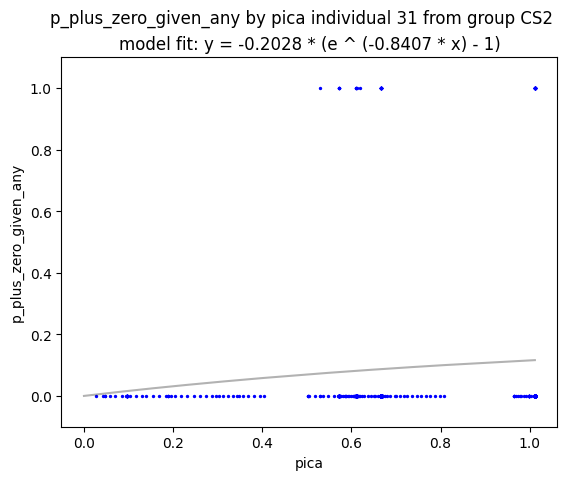 p_plus_zero_given_any by pica individual 31 from group CS2
model fit: y = -0.2028 * (e ^ (-0.8407 * x) - 1)
p_plus_zero_given_any
1.0
0.8
0.6
0.4
0.2
0.0
0.0 0.2 0.4 0.6 0.8 1.0
pica